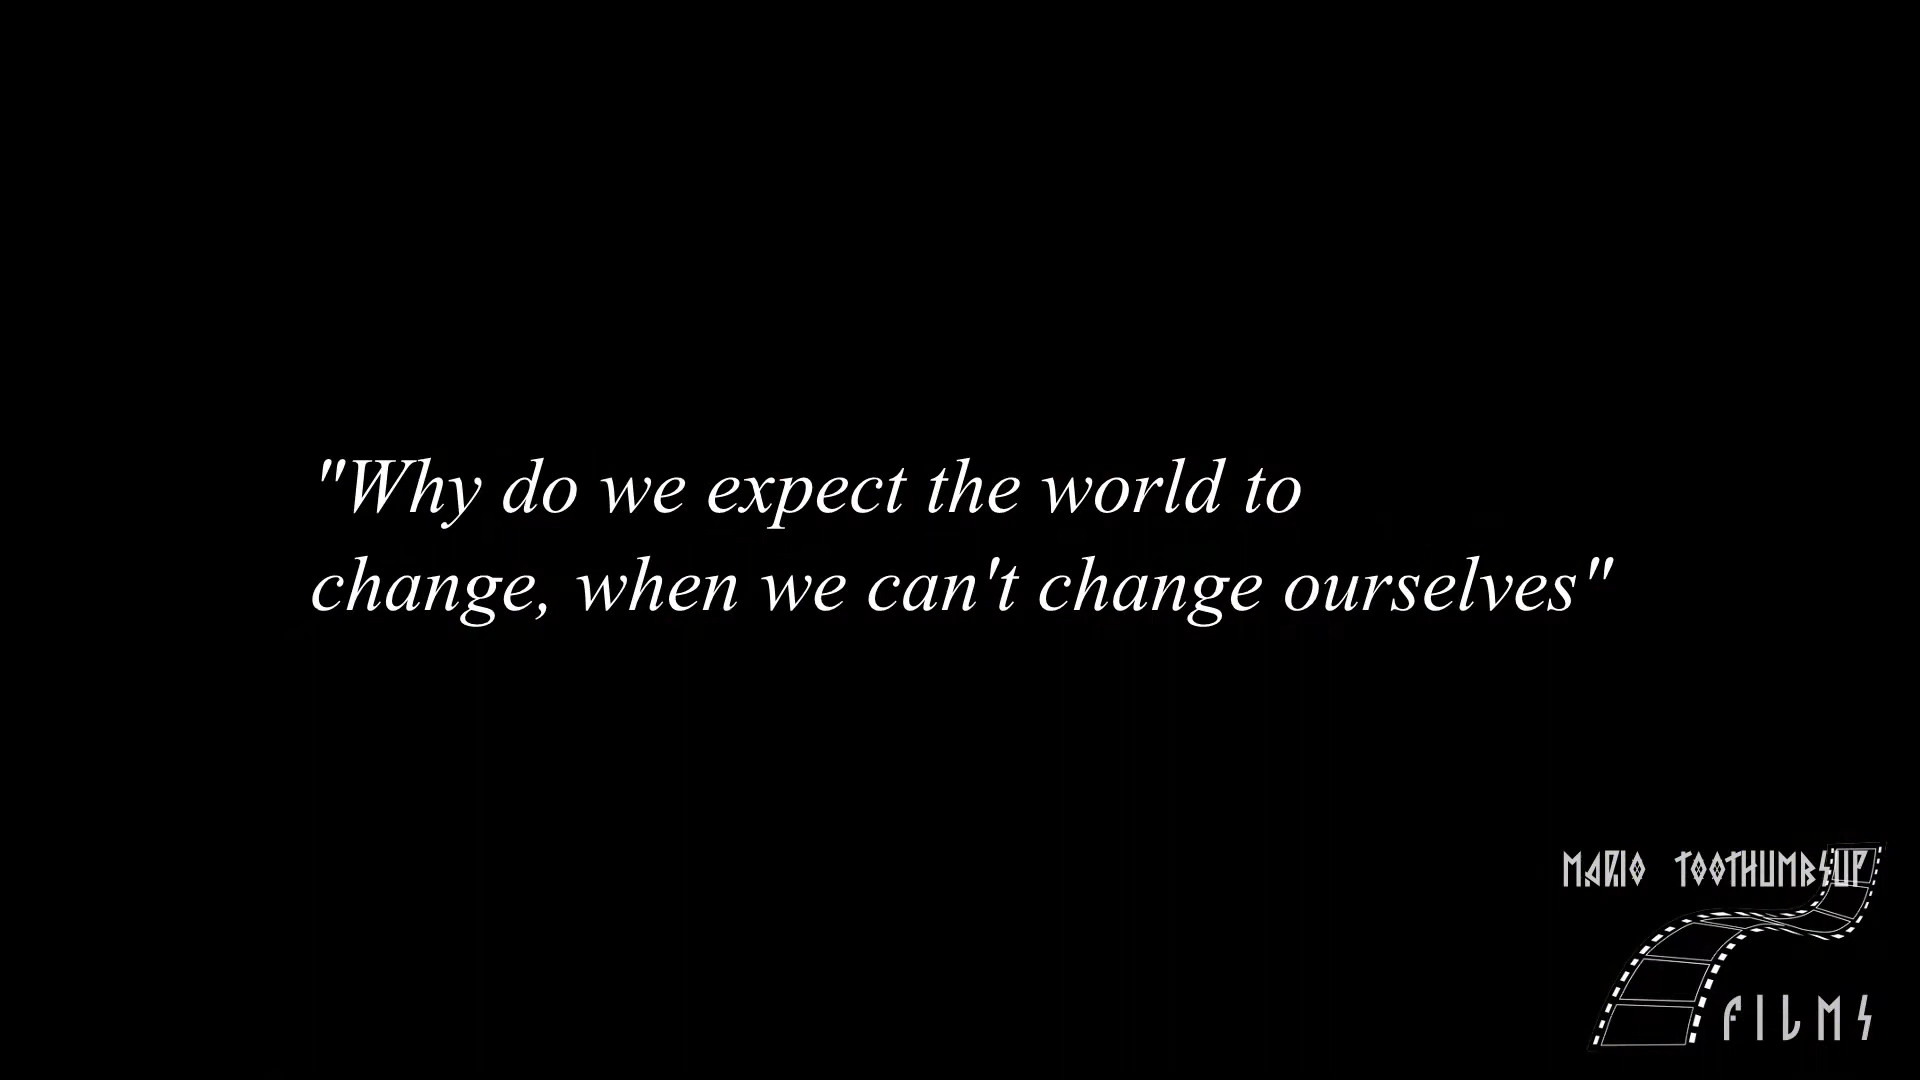 "Why do we expect the world to
change, when we can't change ourselves"
MARIO TOOTHUMBSUP
FILMS